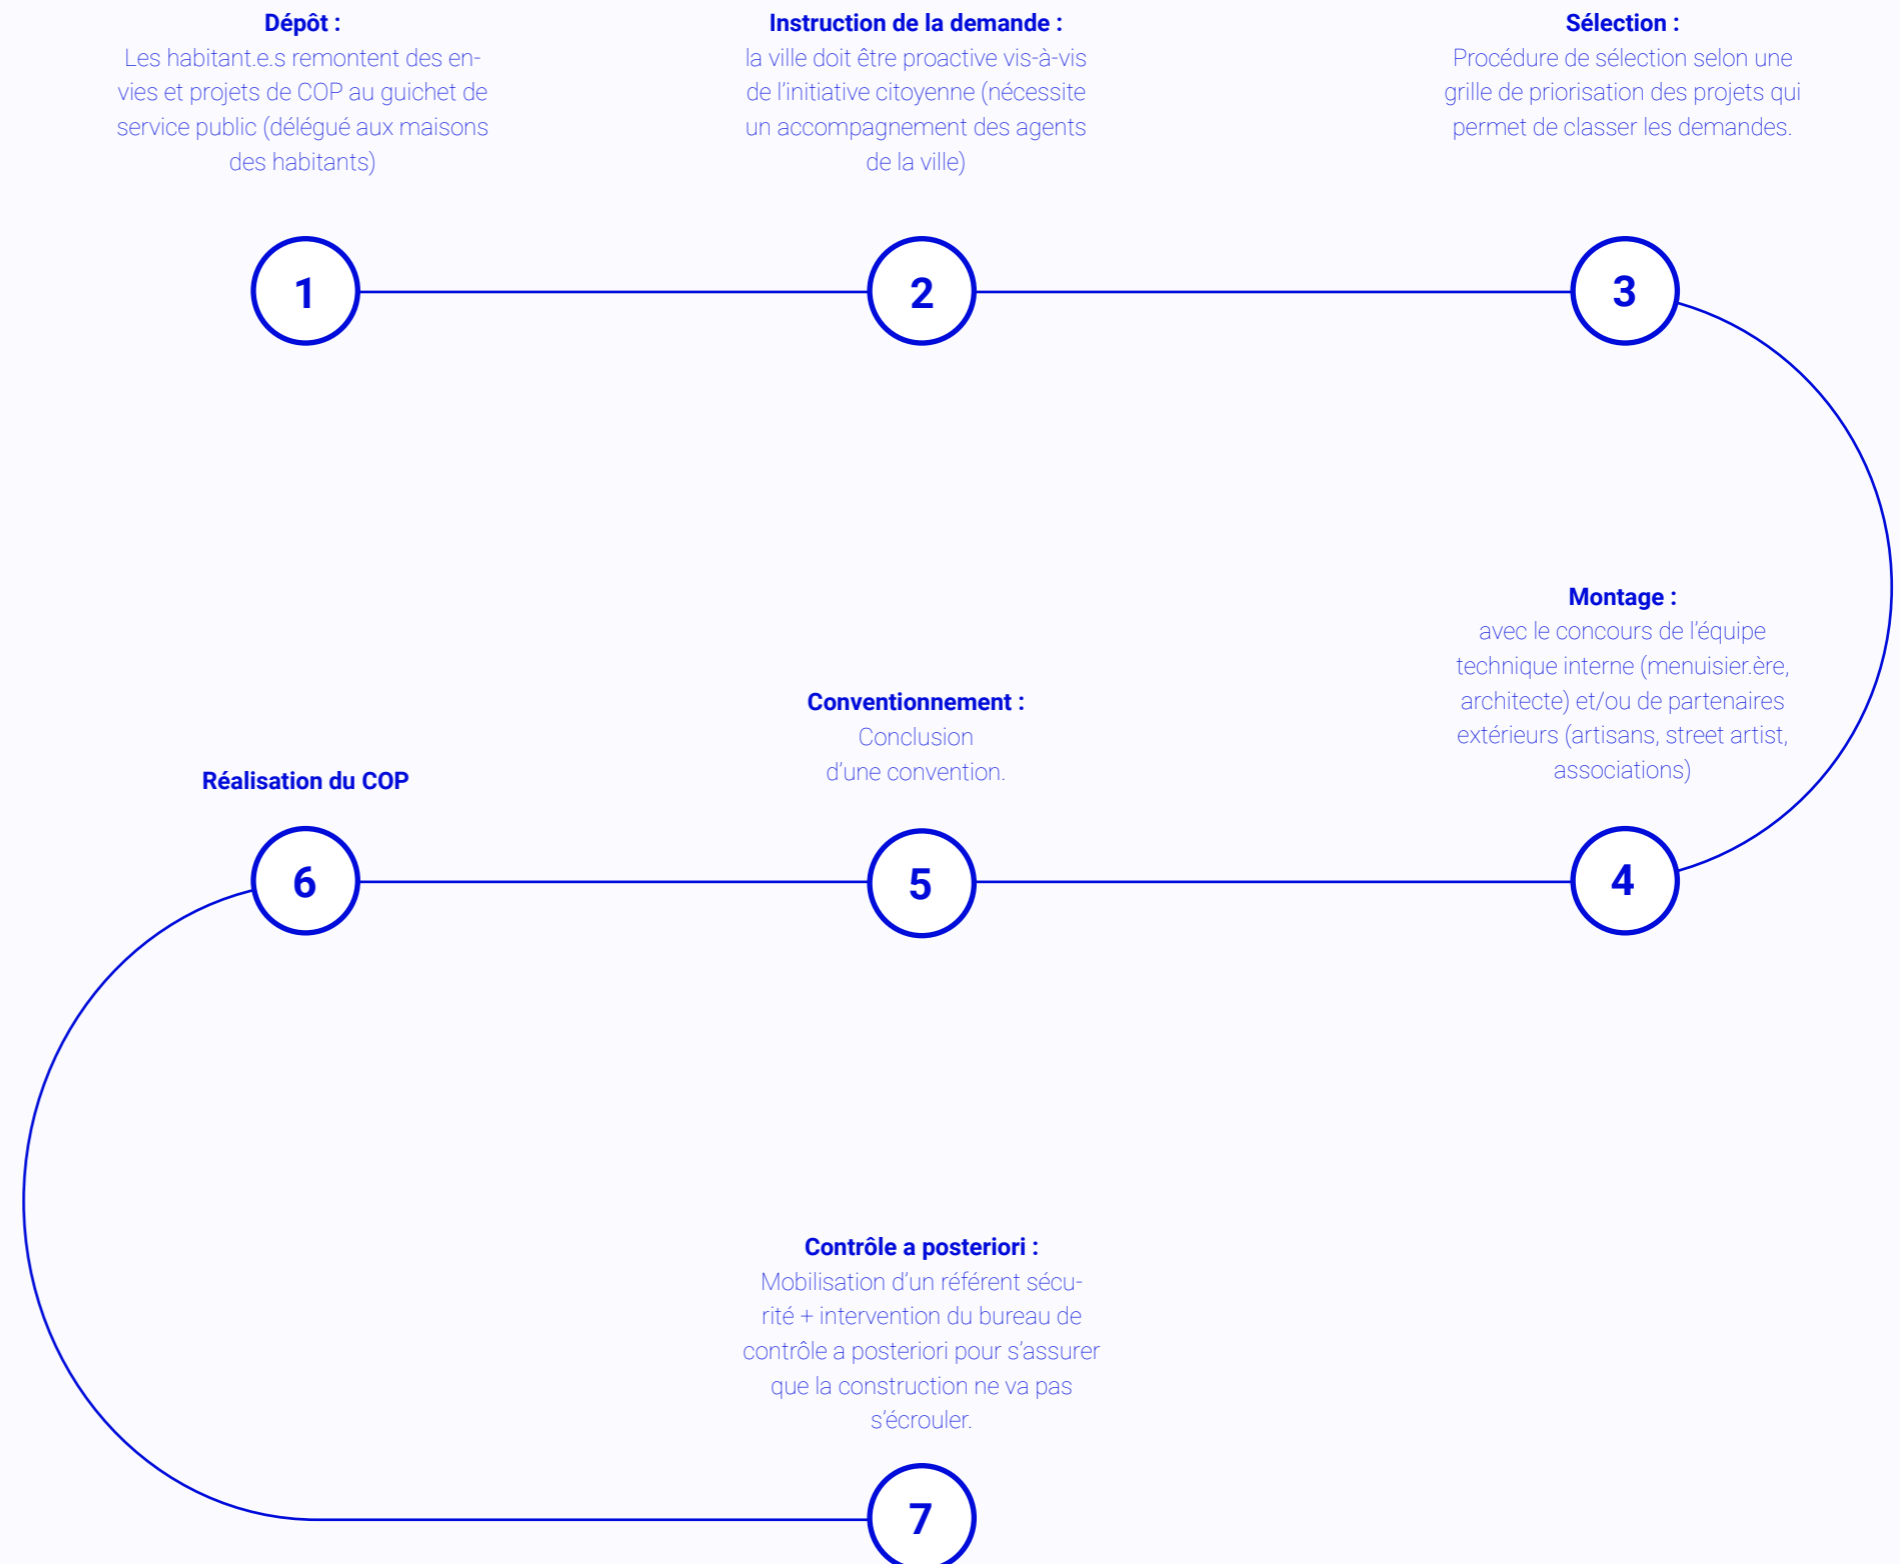 Dépôt :
Les habitant.e.s remontent des en-
vies et projets de COP au guichet de
service public (délégué aux maisons
des habitants)
1
Instruction de la demande :
la ville doit être proactive vis-à-vis
de l'initiative citoyenne (nécessite
un accompagnement des agents
de la ville)
2
Sélection :
Procédure de sélection selon une
grille de priorisation des projets qui
permet de classer les demandes.
3
Montage :
avec le concours de l'équipe
technique interne (menuisier.ère,
architecte) et/ou de partenaires
extérieurs (artisans, street artist,
associations)
4
Conventionnement :
Conclusion
d'une convention.
5
Réalisation du COP
6
Contrôle a posteriori :
Mobilisation d'un référent sécu-
rité + intervention du bureau de
contrôle a posteriori pour s'assurer
que la construction ne va pas
s'écrouler.
7